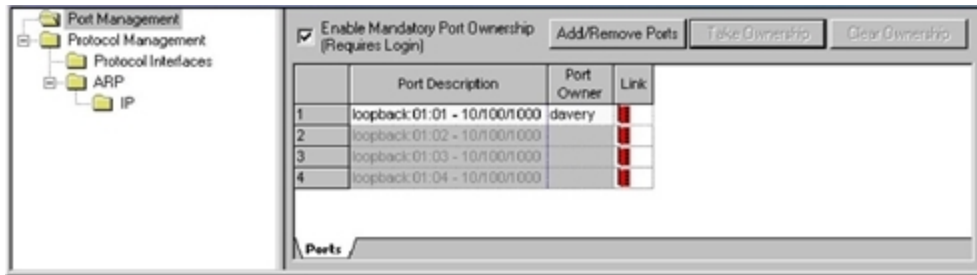 Port Management
Protocol Management
Protocol Interfaces
ARP
IP
Enable Mandatory Port Ownership
(Requires Login)
Add/Remove Ports
Take Ownership
Clear Ownership
Port Description Port Owner Link
1 loopback:01:01 - 10/100/1000 davery
2 loopback:01:02 - 10/100/1000
3 loopback:01:03 - 10/100/1000
4 loopback:01:04 - 10/100/1000
Ports